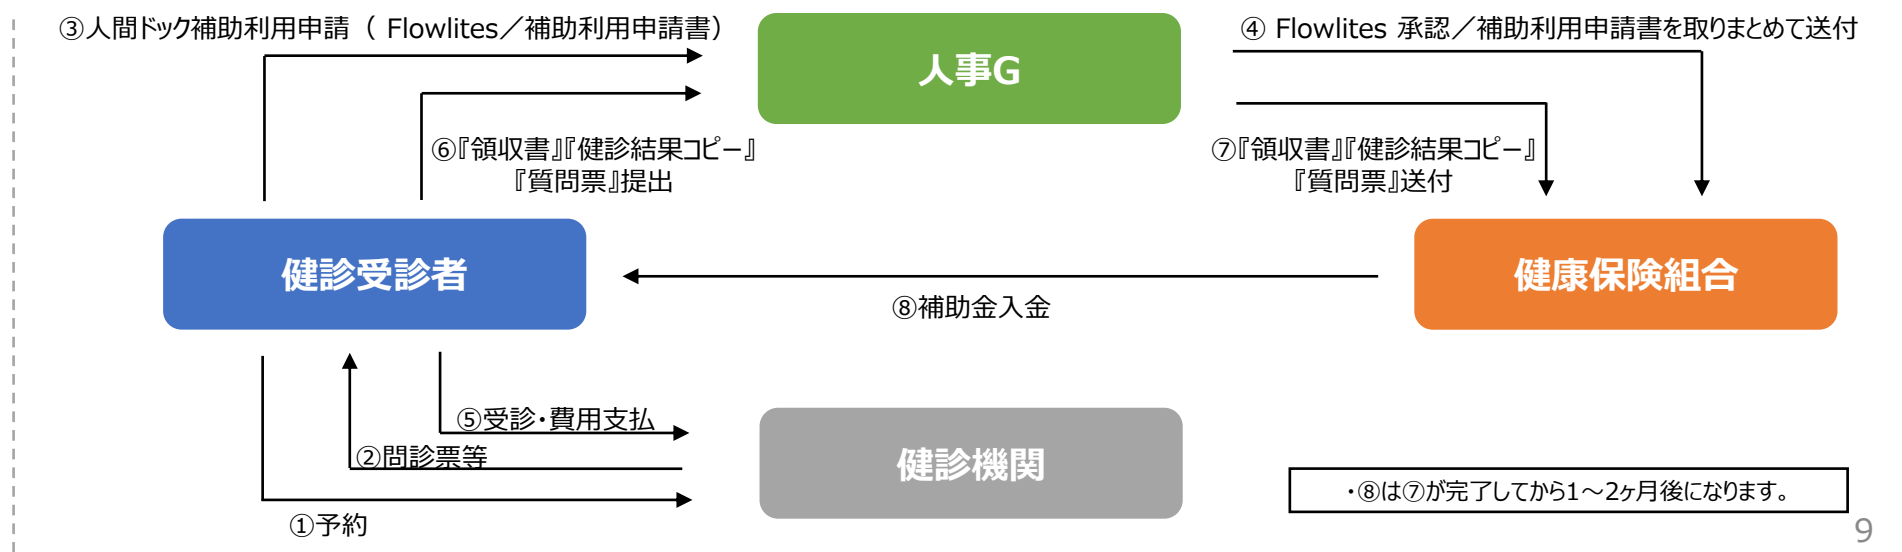 ③人間ドック補助利用申請（ Flowlites／補助利用申請書）
人事G
④ Flowlites 承認／補助利用申請書を取りまとめて送付
⑥『領収書』『健診結果コピー』
『質問票』提出
⑦『領収書』『健診結果コピー』
『質問票』送付
健診受診者
健康保険組合
⑧補助金入金
⑤受診・費用支払
②問診票等
健診機関
①予約
・⑧は⑦が完了してから1～2ヶ月後になります。
9